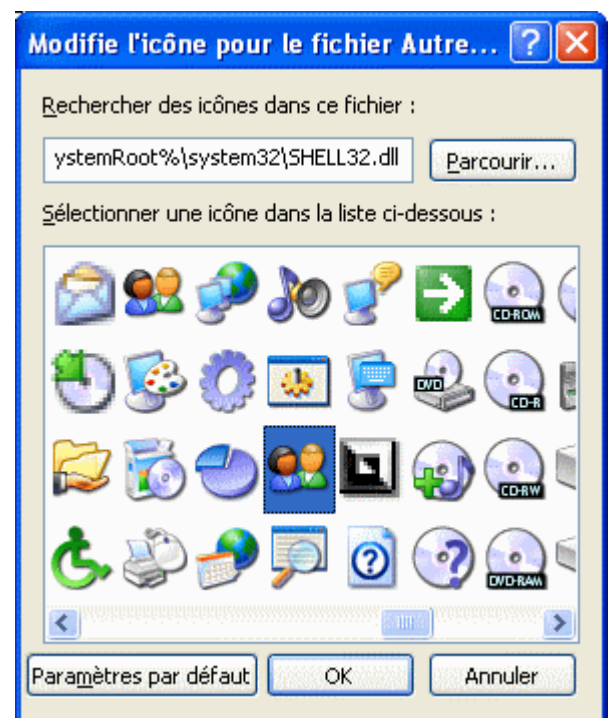 Modifie l'icône pour le fichier Autre...
Rechercher des icônes dans ce fichier :
ystemRoot%\system32\SHELL32.dll
Parcourir...
Sélectionner une icône dans la liste ci-dessous :
CD-ROM
DVD
CD-R
CD-RW
DVD-RAM
Paramètres par défaut
OK
Annuler